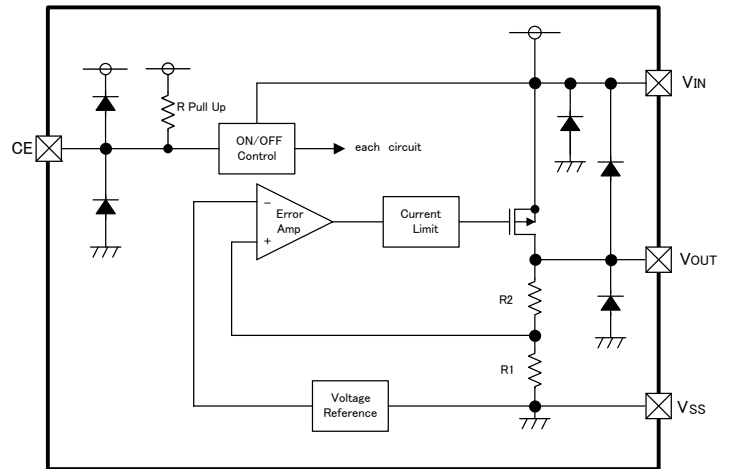 VIN
R Pull Up
CE
ON/OFF
Control
each circuit
−
Error
Amp
+
Current
Limit
VOUT
R2
R1
Voltage
Reference
VSS